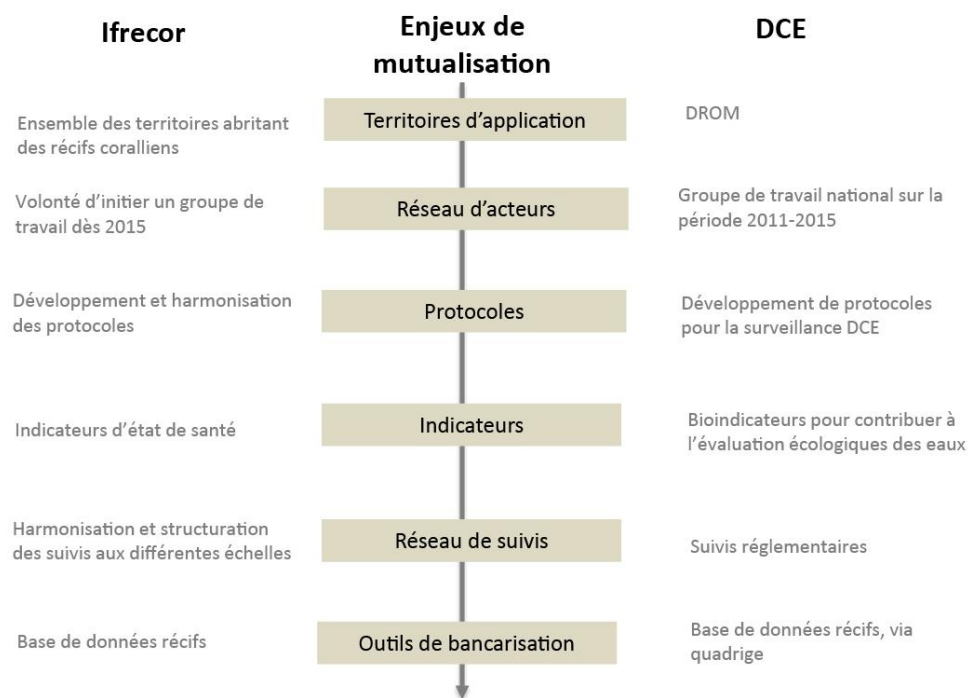 Ifrecor
Enjeux de
mutualisation
DCE
Ensemble des territoires abritant
des récifs coralliens
Territoires d'application
DROM
Volonté d'initier un groupe de
travail dès 2015
Réseau d'acteurs
Groupe de travail national sur la
période 2011-2015
Développement et harmonisation
des protocoles
Protocoles
Développement de protocoles
pour la surveillance DCE
Indicateurs d'état de santé
Indicateurs
Bioindicateurs pour contribuer à
l'évaluation écologiques des eaux
Harmonisation et structuration
des suivis aux différentes échelles
Réseau de suivis
Suivis réglementaires
Base de données récifs
Outils de bancarisation
Base de données récifs, via
quadrige